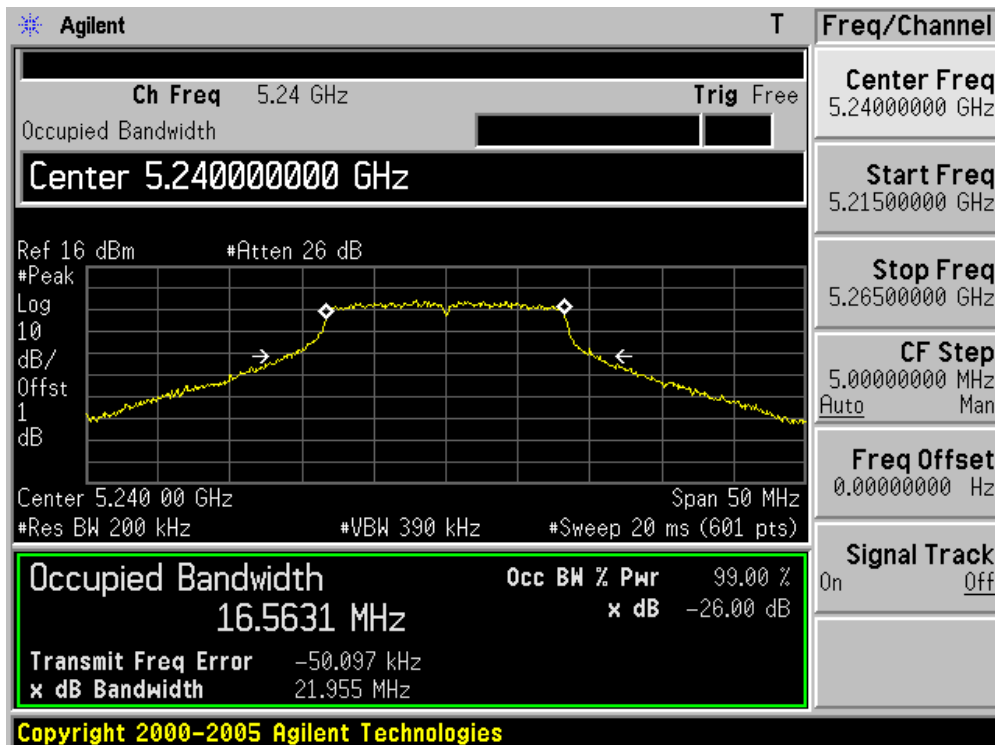 Agilent T Freq/Channel
Ch Freq 5.24 GHz Trig Free
Occupied Bandwidth
Center 5.240000000 GHz
Ref 16 dBm #Atten 26 dB
#Peak
Log
10
dB/
Offst
1
dB
Center 5.240 00 GHz Span 50 MHz
#Res BW 200 kHz #VBW 390 kHz #Sweep 20 ms (601 pts)
Occupied Bandwidth
16.5631 MHz
Occ BW % Pwr 99.00 %
x dB -26.00 dB
Transmit Freq Error -50.097 kHz
x dB Bandwidth 21.955 MHz
Copyright 2000-2005 Agilent Technologies
Center Freq
5.24000000 GHz
Start Freq
5.21500000 GHz
Stop Freq
5.26500000 GHz
CF Step
5.00000000 MHz
Auto Man
Freq Offset
0.00000000 Hz
Signal Track
On Off